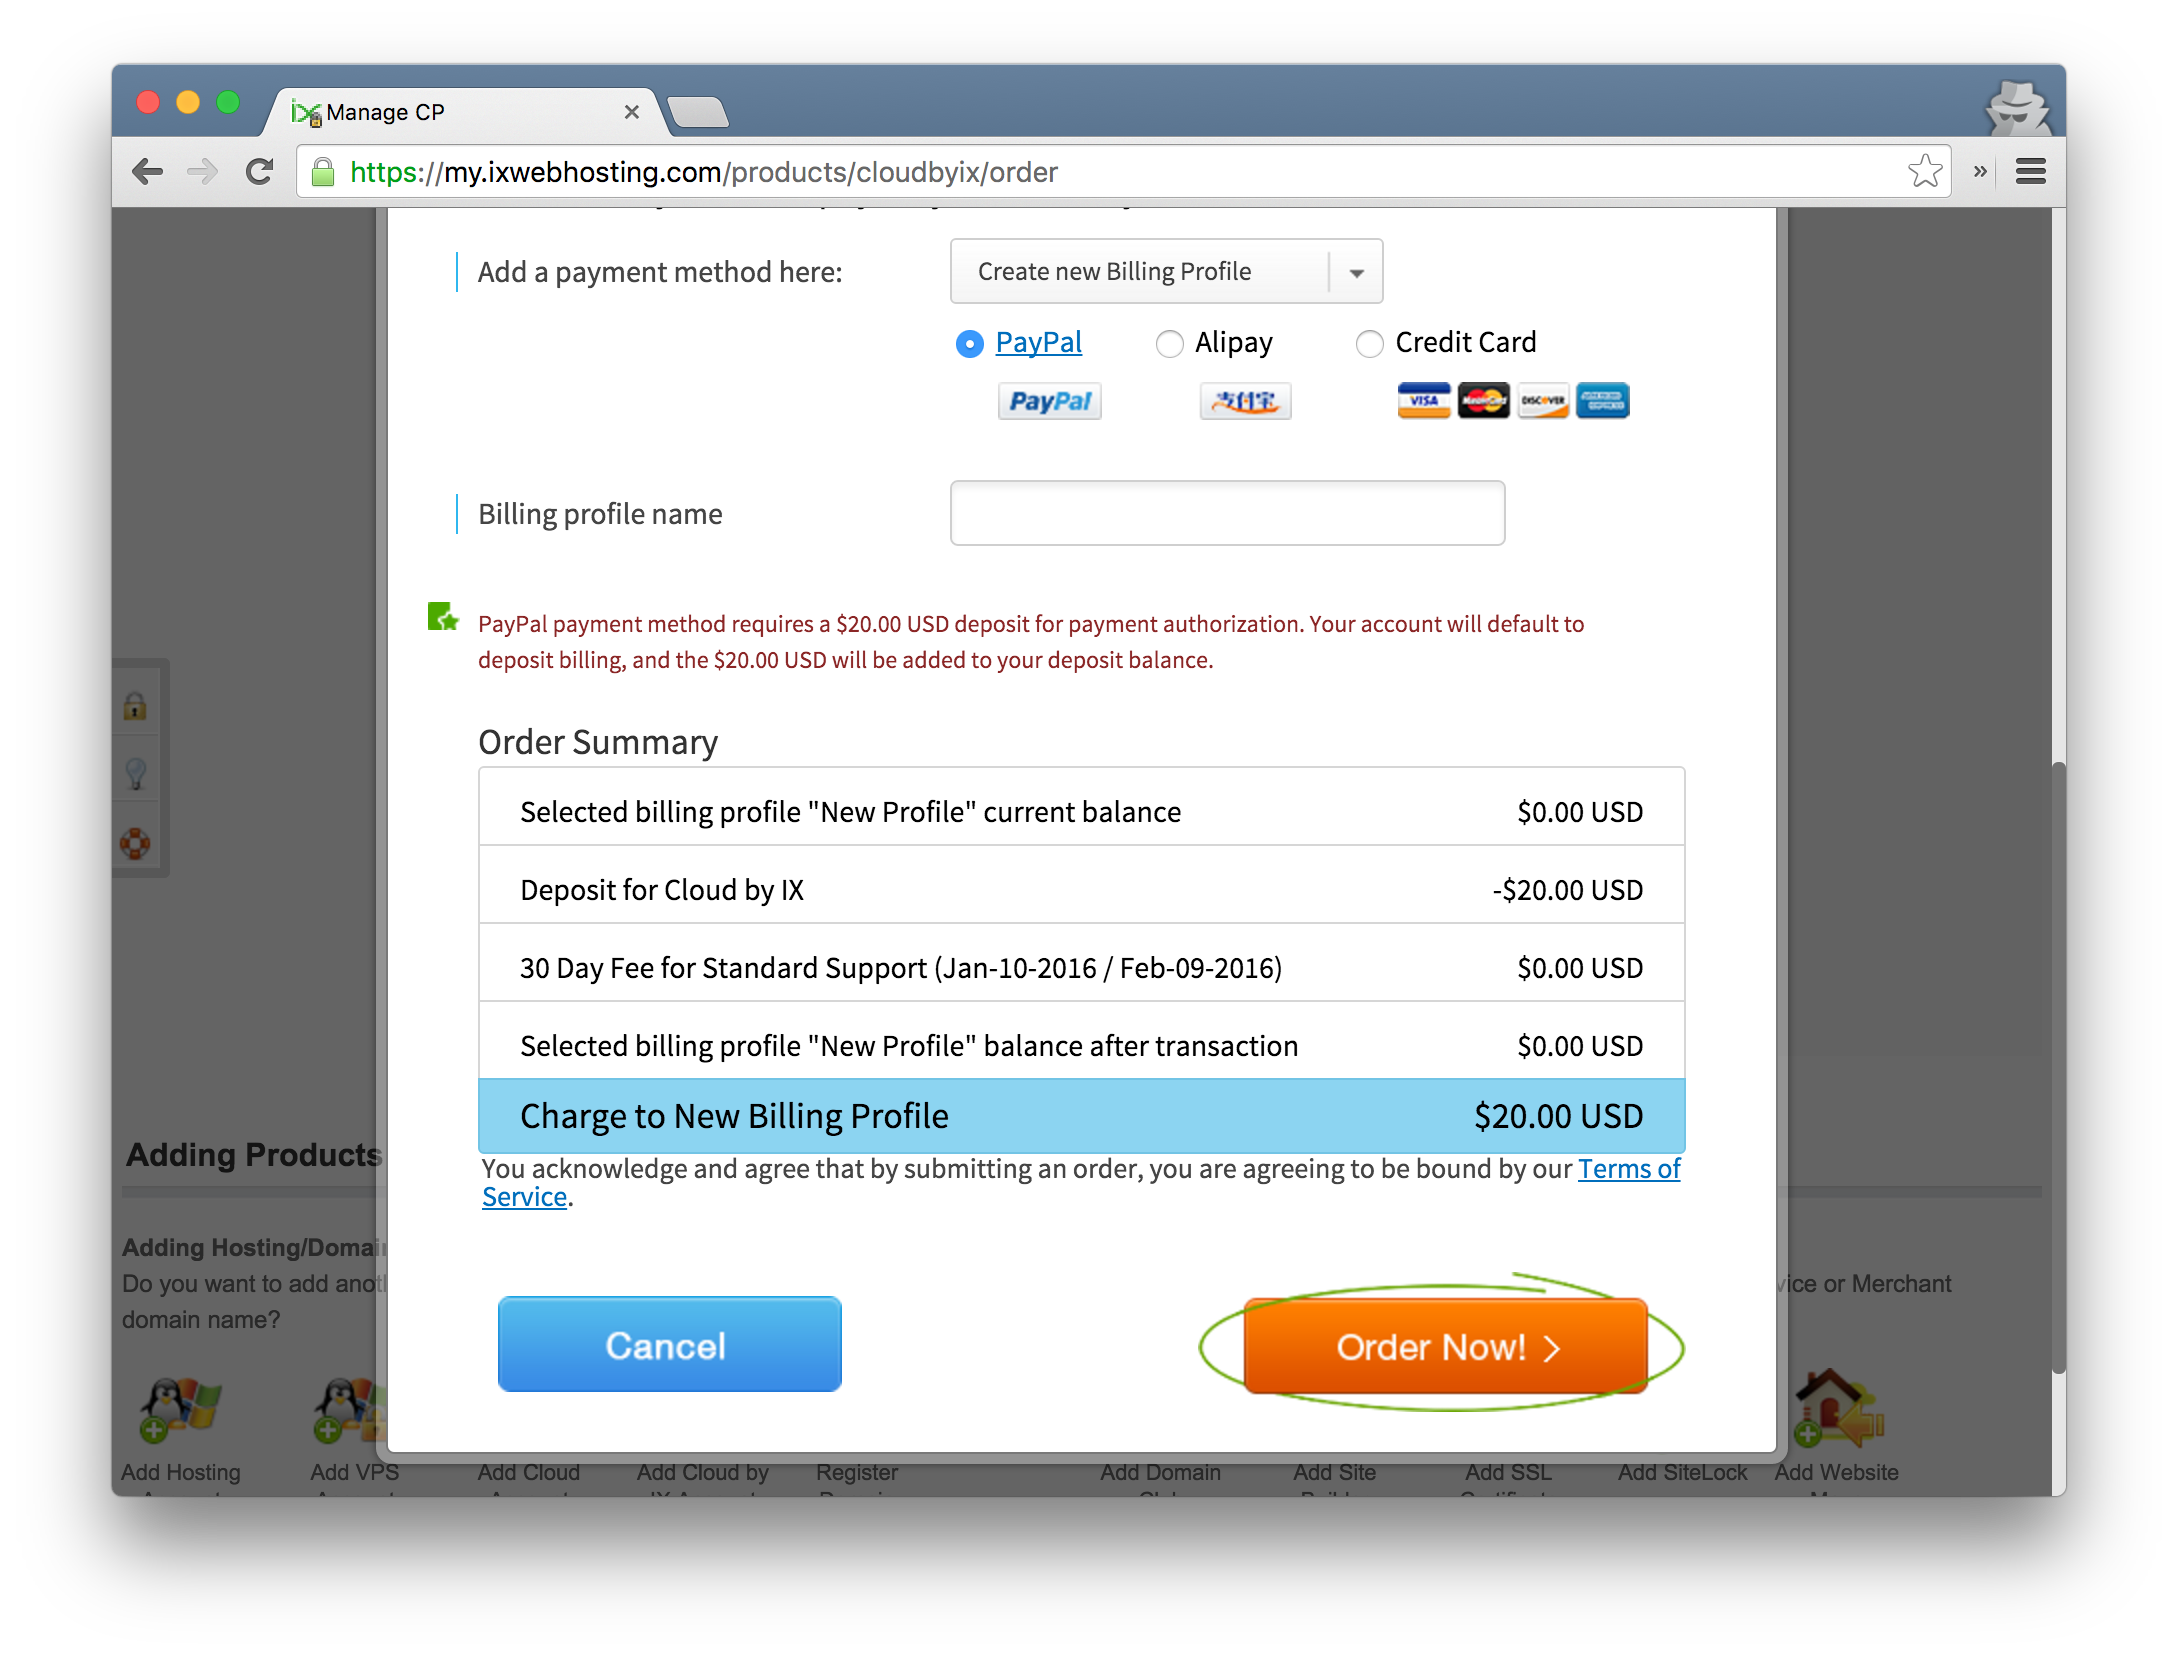 Manage CP
https://my.ixwebhosting.com/products/cloudbyix/order
Add a payment method here:
Create new Billing Profile
PayPal
Alipay
Credit Card
PayPal
支付宝
VISA
MasterCard
DISCOVER
Billing profile name
PayPal payment method requires a $20.00 USD deposit for payment authorization. Your account will default to
deposit billing, and the $20.00 USD will be added to your deposit balance.
Order Summary
Selected billing profile "New Profile" current balance $0.00 USD
Deposit for Cloud by IX -$20.00 USD
30 Day Fee for Standard Support (Jan-10-2016 / Feb-09-2016) $0.00 USD
Selected billing profile "New Profile" balance after transaction $0.00 USD
Charge to New Billing Profile $20.00 USD
You acknowledge and agree that by submitting an order, you are agreeing to be bound by our Terms of
Service.
Cancel
Order Now! >
Adding Products
Adding Hosting/Domai
Do you want to add anot
domain name?
vice or Merchant
Add Hosting
Add VPS
Add Cloud
Add Cloud by
Register
Add Domain
Add Site
Add SSL
Add SiteLock
Add Website